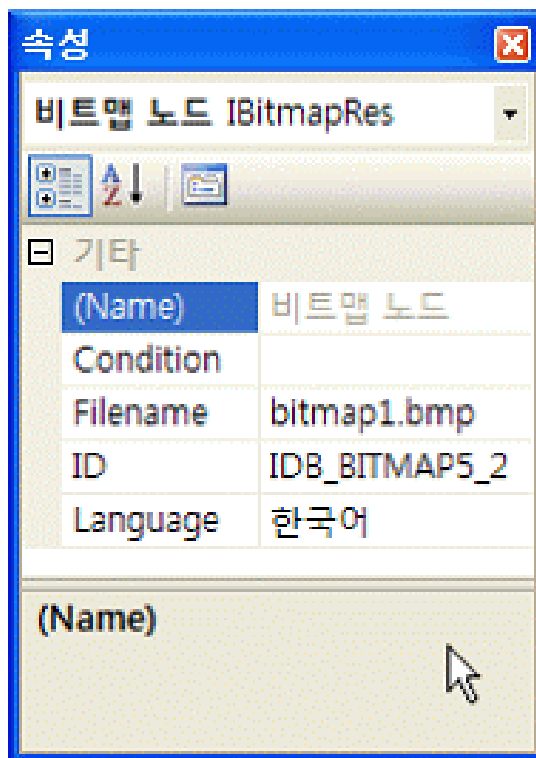 속성
비트맵 노드 IBitmapRes
기타
(Name) 비트맵 노드
Condition
Filename bitmap1.bmp
ID IDB_BITMAP5_2
Language 한국어
(Name)